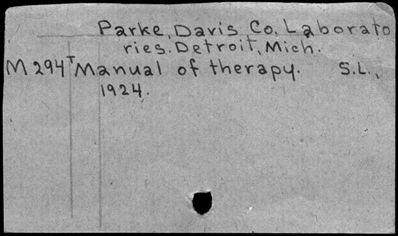 Parke, Davis Co. Laborato
ries. Detroit, Mich.
M294T Manual of therapy. S.L.,
1924.